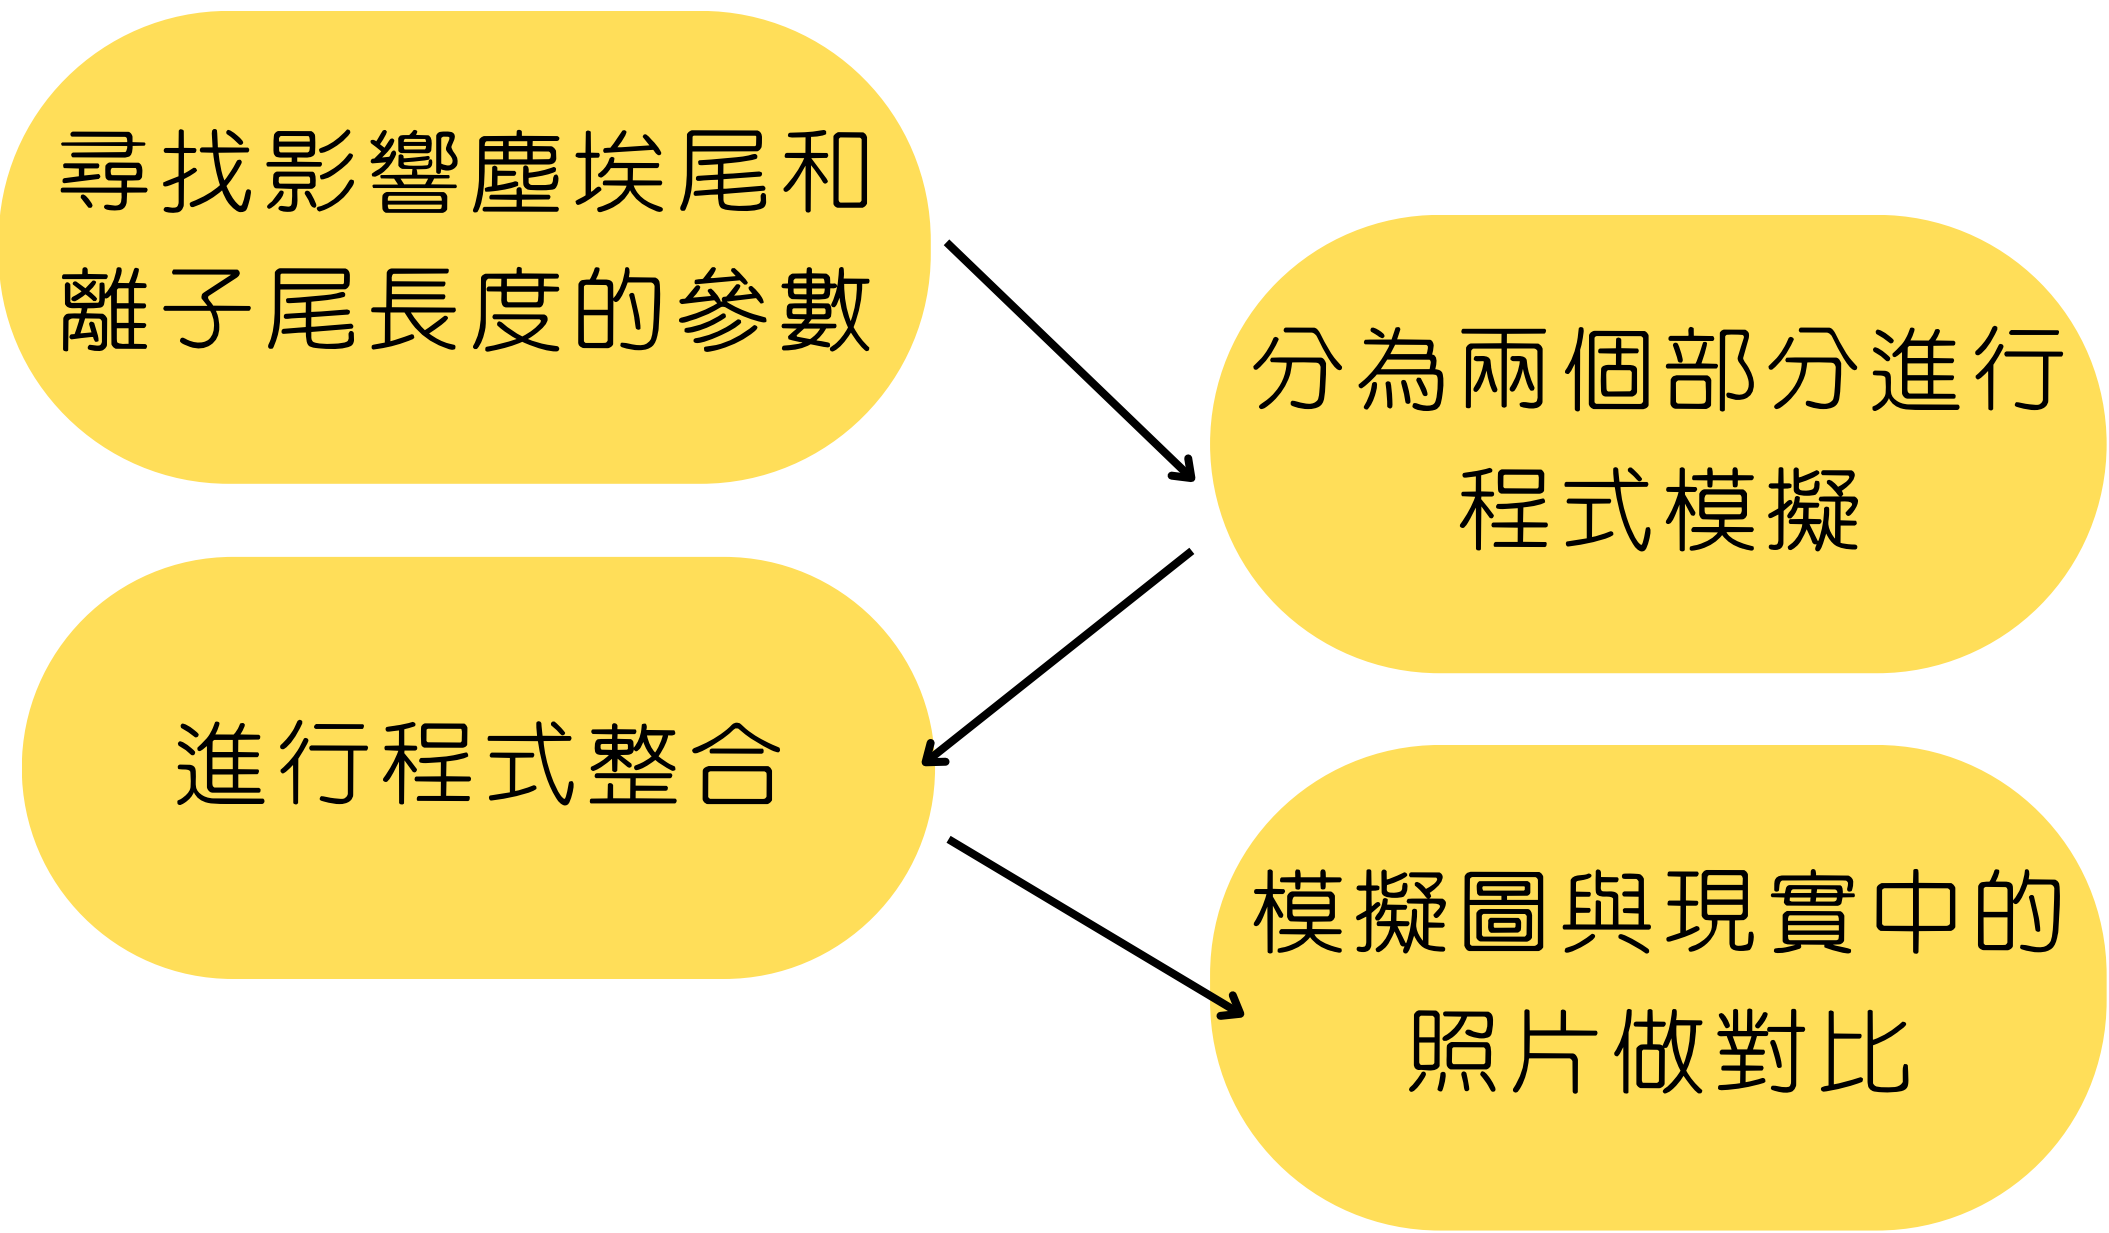 尋找影響塵埃尾和
離子尾長度的參數
分為兩個部分進行
程式模擬
進行程式整合
模擬圖與現實中的
照片做對比